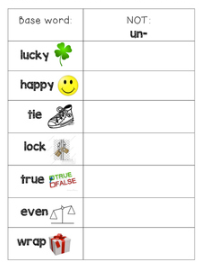 Base word: NOT:
un-
lucky
happy
tie
lock
true TRUE
FALSE
even
wrap